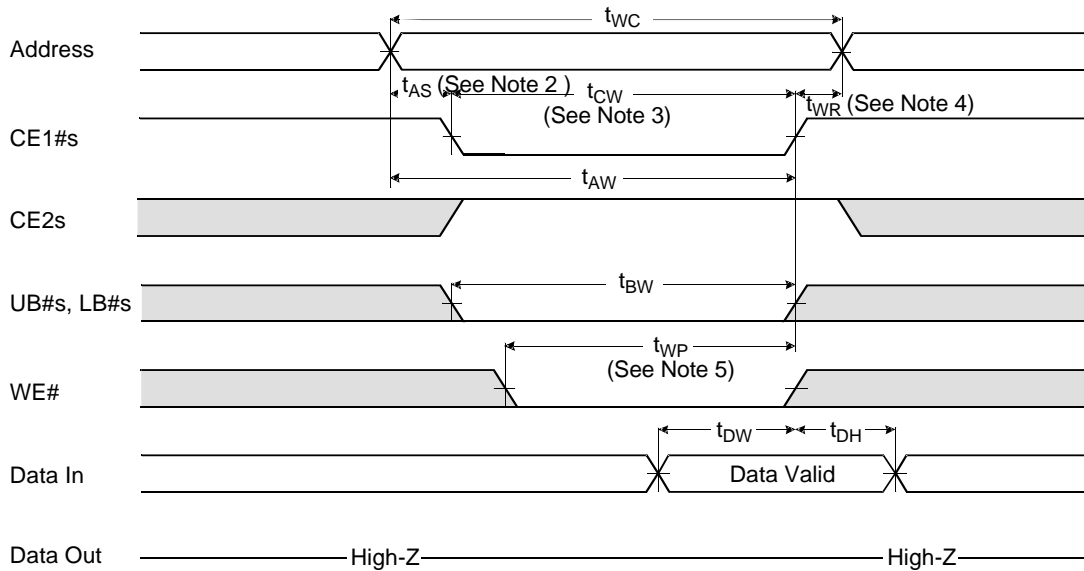 tWC
Address
tAS (See Note 2 )
tCW
(See Note 3)
tWR (See Note 4)
CE1#s
tAW
CE2s
tBW
UB#s, LB#s
tWP
(See Note 5)
WE#
tDW
tDH
Data In
Data Valid
Data Out
High-Z
High-Z